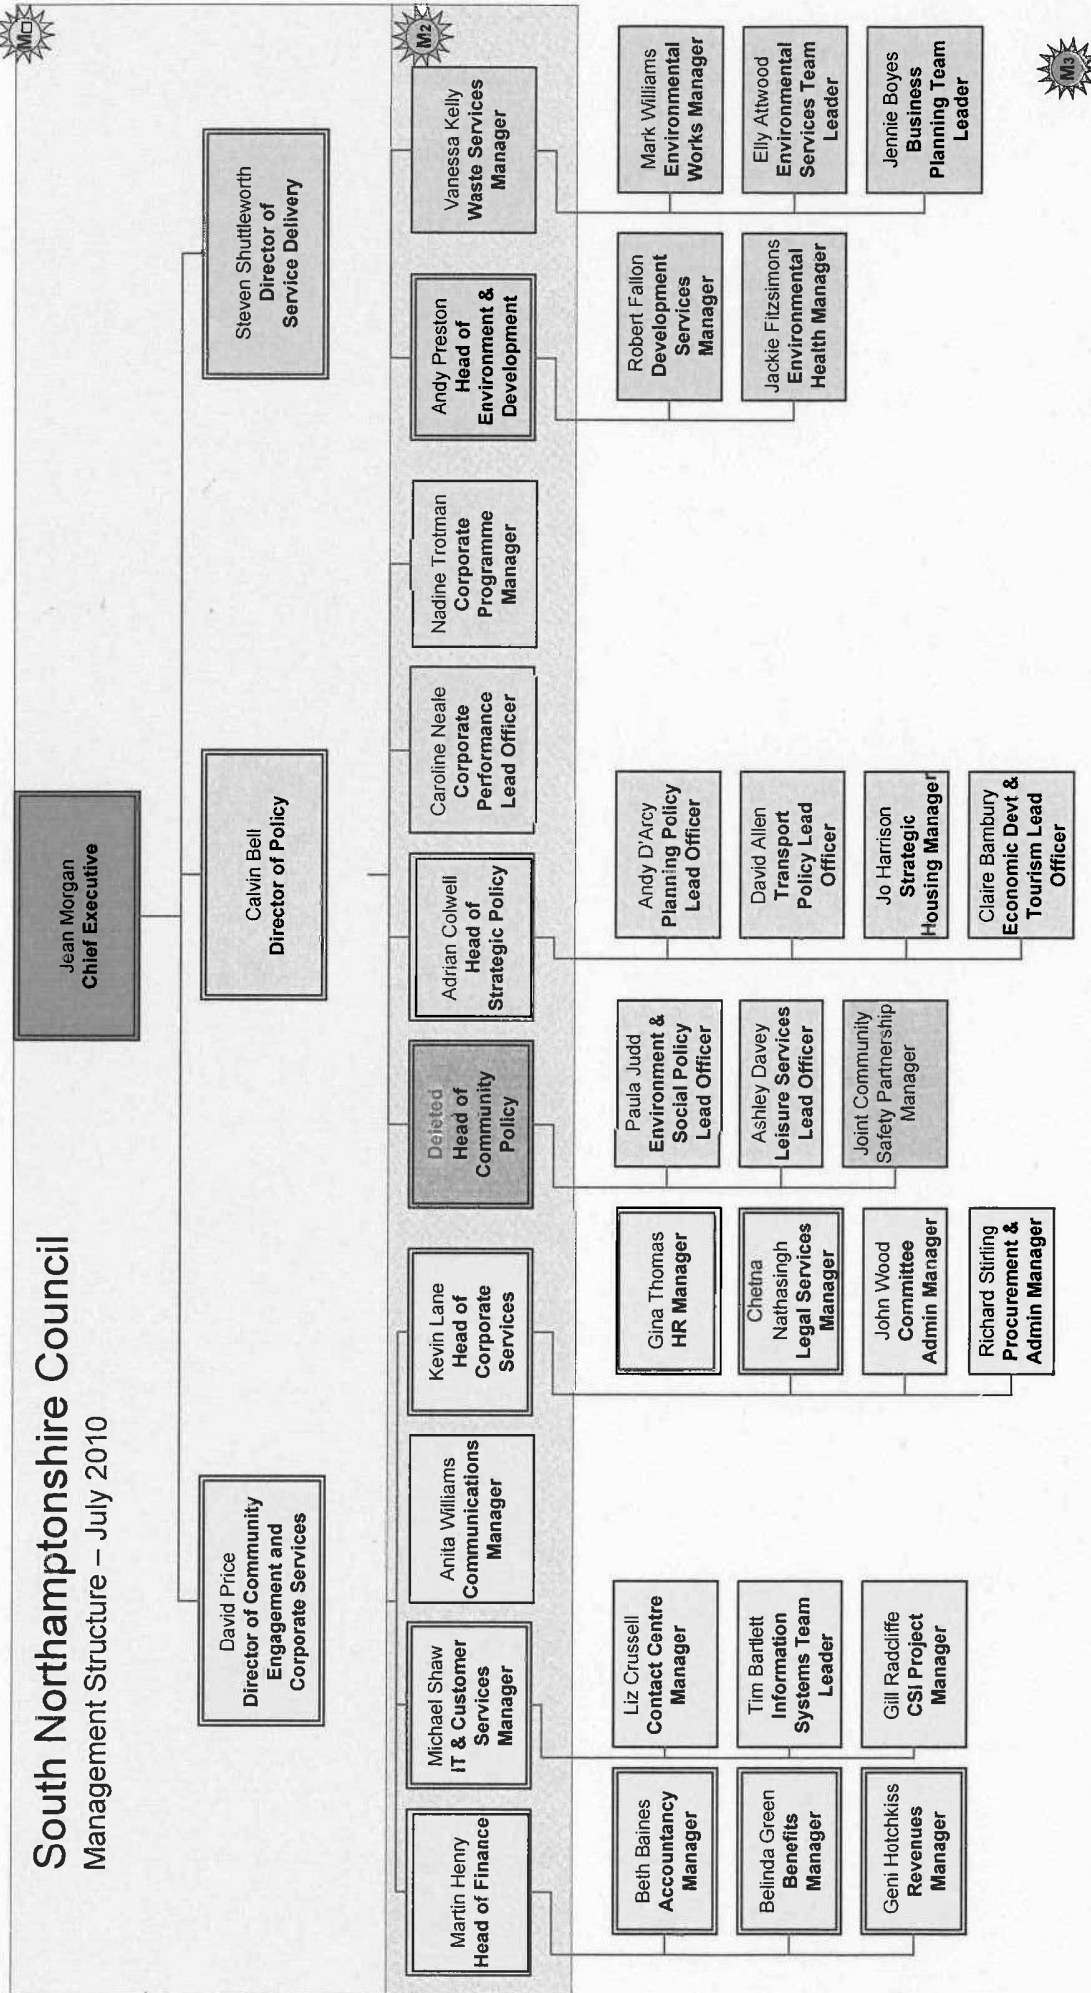 South Northamptonshire Council
Management Structure – July 2010
Jean Morgan
Chief Executive
David Price
Director of Community
Engagement and
Corporate Services
Calvin Bell
Director of Policy
Steven Shuttleworth
Director of
Service Delivery
M2
Martin Henry
Head of Finance
Michael Shaw
IT & Customer
Services
Manager
Anita Williams
Communications
Manager
Kevin Lane
Head of
Corporate
Services
Deleted
Head of
Community
Policy
Adrian Colwell
Head of
Strategic Policy
Caroline Neale
Corporate
Performance
Lead Officer
Nadine Trotman
Corporate
Programme
Manager
Andy Preston
Head of
Environment &
Development
Vanessa Kelly
Waste Services
Manager
Beth Baines
Accountancy
Manager
Belinda Green
Benefits
Manager
Geni Hotchkiss
Revenues
Manager
Liz Crussell
Contact Centre
Manager
Tim Bartlett
Information
Systems Team
Leader
Gill Radcliffe
CSI Project
Manager
Gina Thomas
HR Manager
Chetna
Nathasingh
Legal Services
Manager
John Wood
Committee
Admin Manager
Richard Stirling
Procurement &
Admin Manager
Paula Judd
Environment &
Social Policy
Lead Officer
Ashley Davey
Leisure Services
Lead Officer
Joint Community
Safety Partnership
Manager
Andy D'Arcy
Planning Policy
Lead Officer
David Allen
Transport
Policy Lead
Officer
Jo Harrison
Strategic
Housing Manager
Claire Bambury
Economic Devt &
Tourism Lead
Officer
Robert Fallon
Development
Services
Manager
Jackie Fitzsimons
Environmental
Health Manager
Mark Williams
Environmental
Works Manager
Elly Attwood
Environmental
Services Team
Leader
Jennie Boyes
Business
Planning Team
Leader
M3